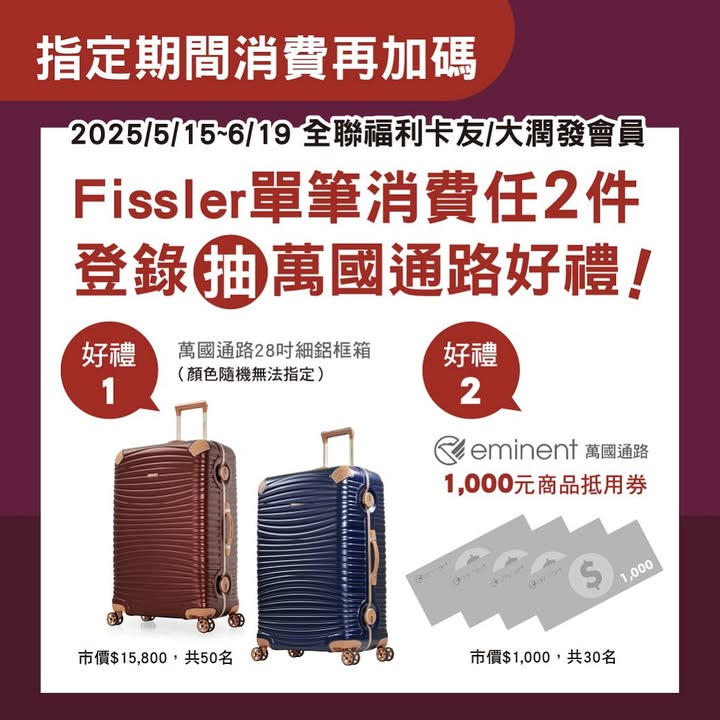 指定期間消費再加碼
2025/5/15~6/19 全聯福利卡友/大潤發會員
Fissler單筆消費任2件
登錄抽萬國通路好禮!
好禮
1
萬國通路28吋細鋁框箱
(顏色隨機無法指定)
市價$15,800,共50名
好禮
2
eminent 萬國通路
1,000元商品抵用券
eminent
eminent
eminent
eminent
$
1,000
市價$1,000,共30名